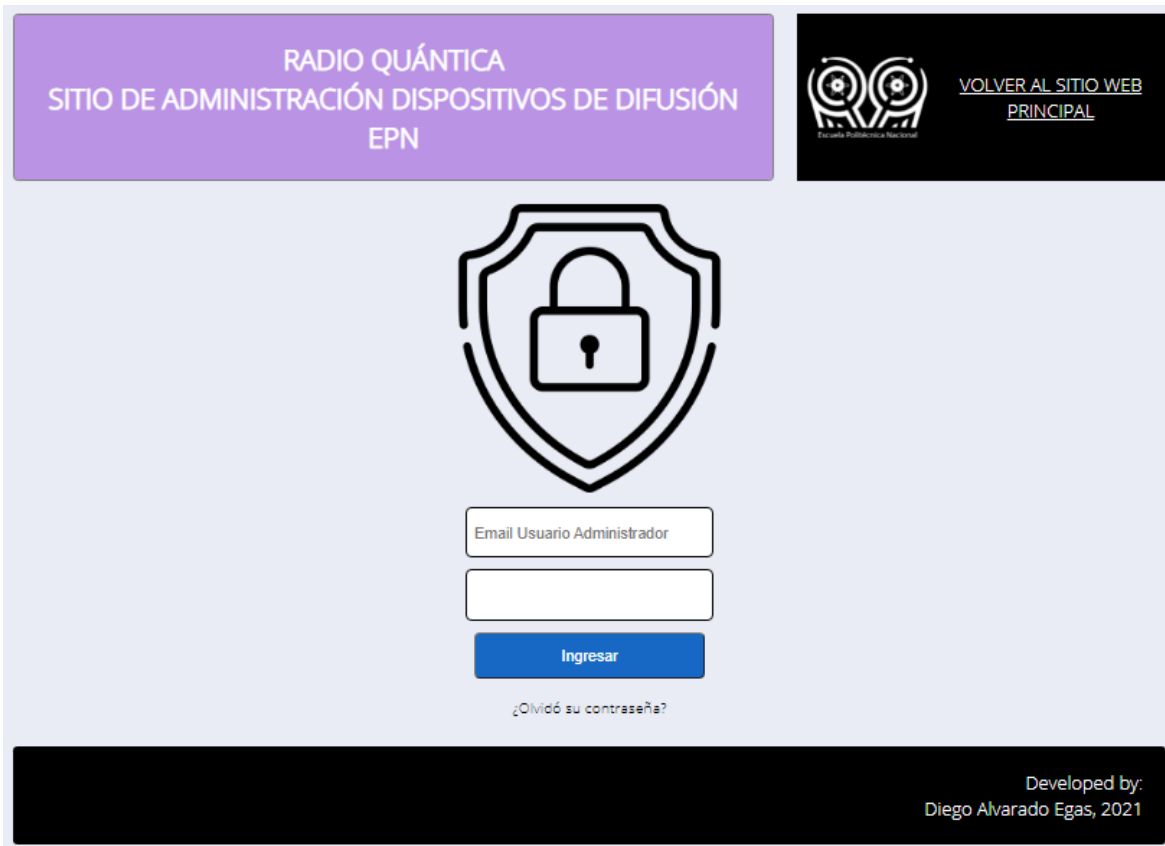 RADIO QUÁNTICA
SITIO DE ADMINISTRACIÓN DISPOSITIVOS DE DIFUSIÓN
EPN
Escuela Politécnica Nacional
VOLVER AL SITIO WEB
PRINCIPAL
Email Usuario Administrador
Ingresar
¿Olvidó su contraseña?
Developed by:
Diego Alvarado Egas, 2021